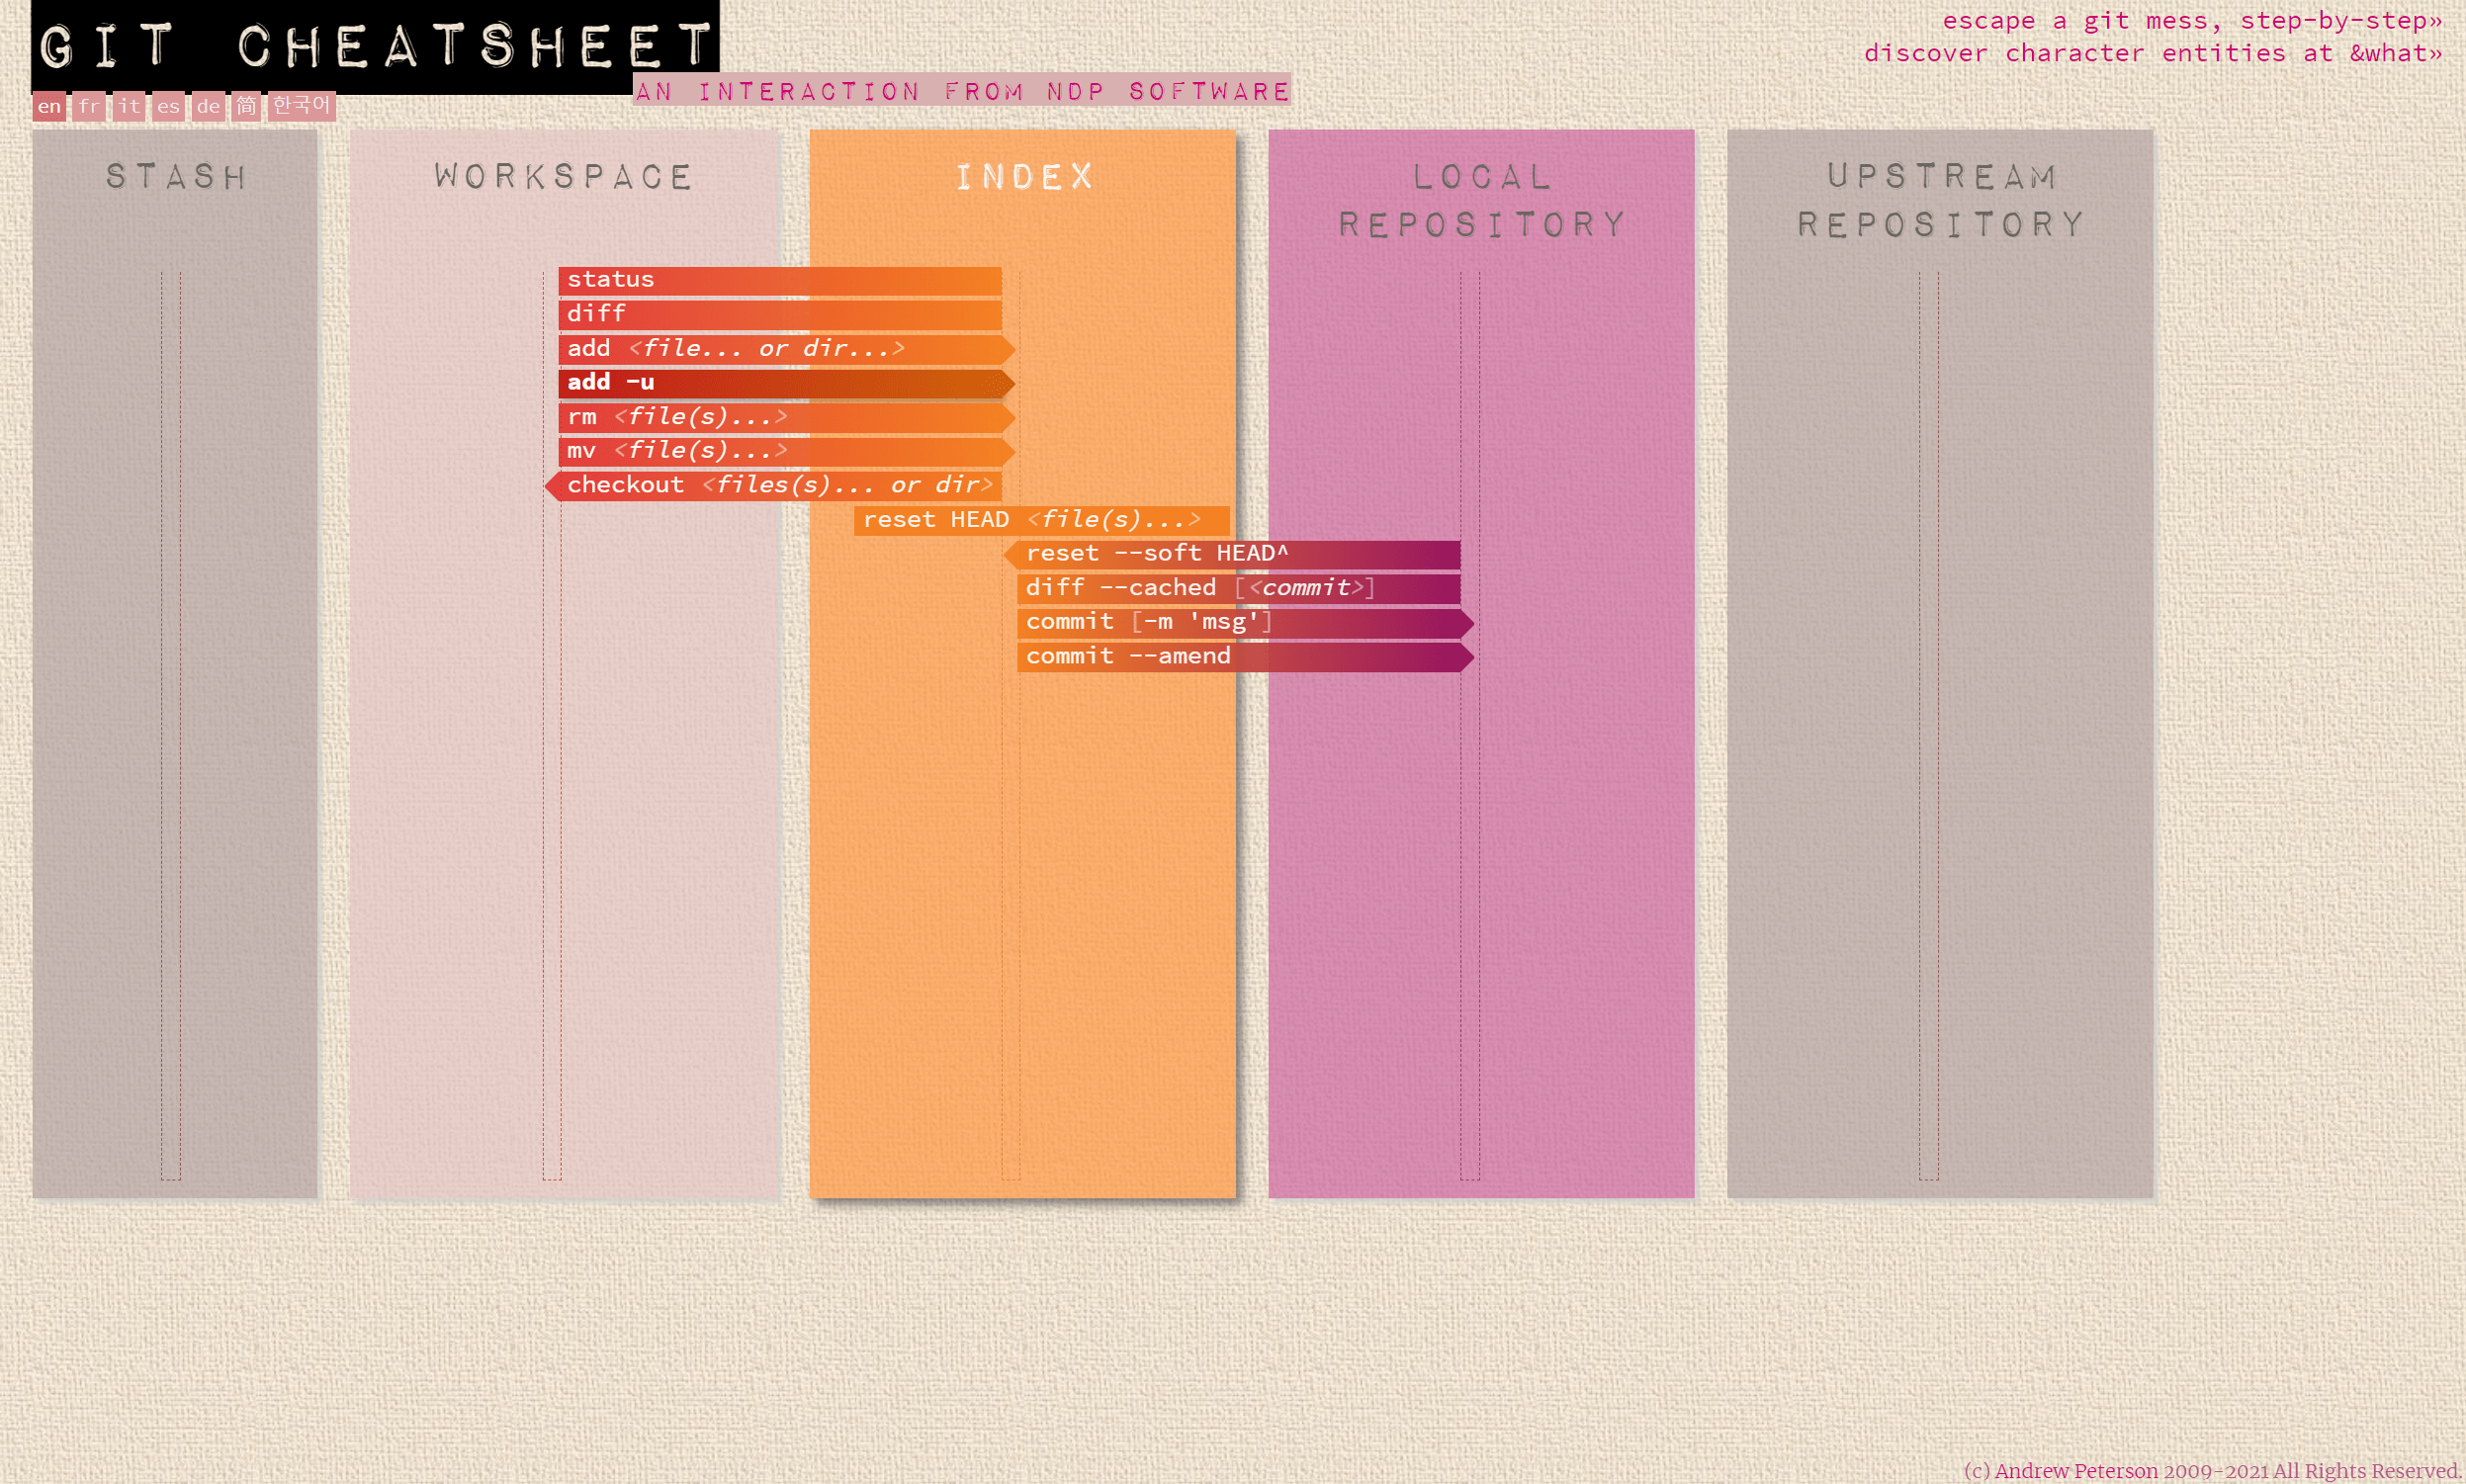 GIT CHEATSHEET
escape a git mess, step-by-step»
discover character entities at &what»
AN INTERACTION FROM NDP SOFTWARE
en fr it es de 简 한국어
STASH
WORKSPACE
INDEX
LOCAL
REPOSITORY
UPSTREAM
REPOSITORY
status
diff
add <file... or dir...>
add -u
rm <file(s)...>
mv <file(s)...>
checkout <files(s)... or dir>
reset HEAD <file(s)...>
reset --soft HEAD^
diff --cached [<commit>]
commit [-m 'msg']
commit --amend
(c) Andrew Peterson 2009-2021 All Rights Reserved.